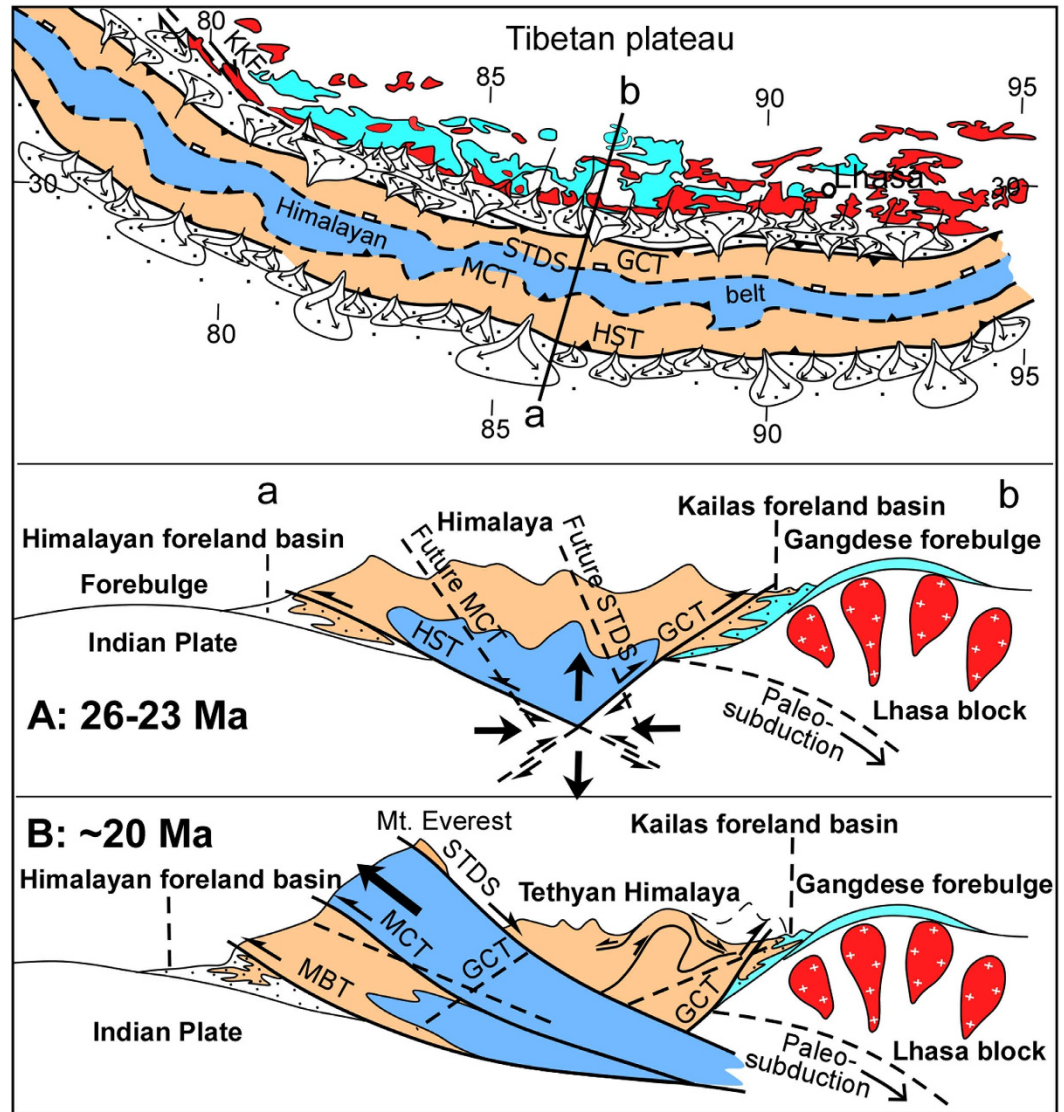 Tibetan plateau
80
KKF
85
b
90
95
30
Lhasa
30
Himalayan
STDS
GCT
MCT
belt
HST
80
95
85
a
90
a
b
Himalayan foreland basin
Himalaya
Kailas foreland basin
Forebulge
Future MCT
Future STDS
Gangdese forebulge
HST
GCT
Indian Plate
A: 26-23 Ma
Paleo-
subduction
Lhasa block
B: ~20 Ma
Mt. Everest
Kailas foreland basin
Himalayan foreland basin
STDS
Tethyan Himalaya
Gangdese forebulge
MCT
GCT
MBT
GCT
Indian Plate
Paleo-
subduction
Lhasa block